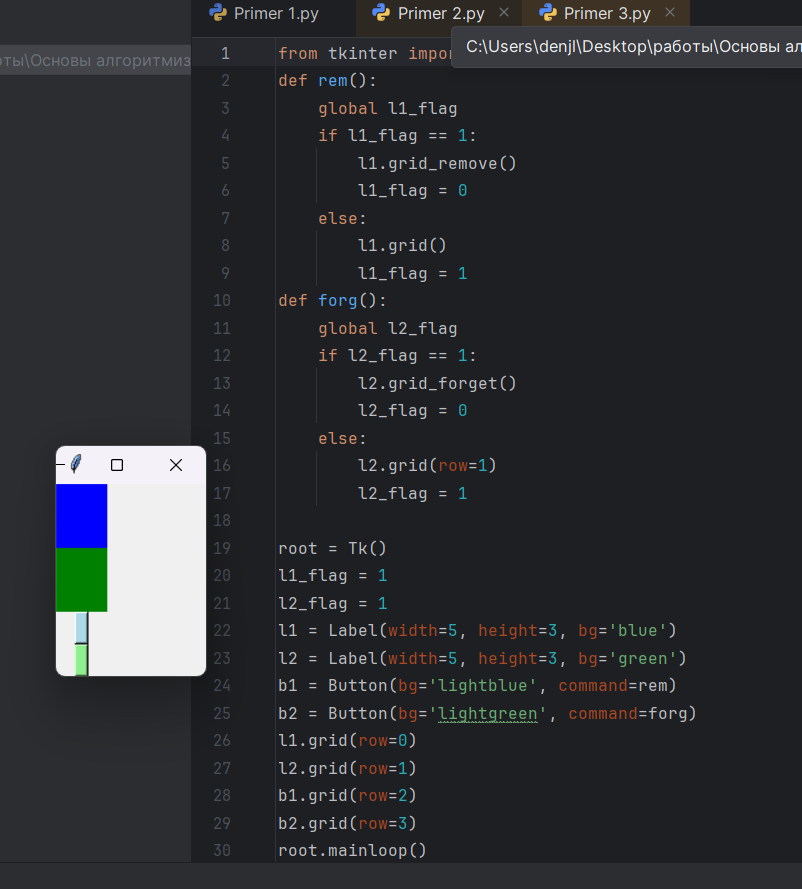 Primer 1.py Primer 2.py Primer 3.py
C:\Users\denjl\Desktop\работы\Основы
оты\Основы алгоритмиз
1 from tkinter
2 def rem():
3 global l1_flag
4 if l1_flag == 1:
5 l1.grid_remove()
6 l1_flag = 0
7 else:
8 l1.grid()
9 l1_flag = 1
10 def forg():
11 global l2_flag
12 if l2_flag == 1:
13 l2.grid_forget()
14 l2_flag = 0
15 else:
16 l2.grid(row=1)
17 l2_flag = 1
18
19 root = Tk()
20 l1_flag = 1
21 l2_flag = 1
22 l1 = Label(width=5, height=3, bg='blue')
23 l2 = Label(width=5, height=3, bg='green')
24 b1 = Button(bg='lightblue', command=rem)
25 b2 = Button(bg='lightgreen', command=forg)
26 l1.grid(row=0)
27 l2.grid(row=1)
28 b1.grid(row=2)
29 b2.grid(row=3)
30 root.mainloop()